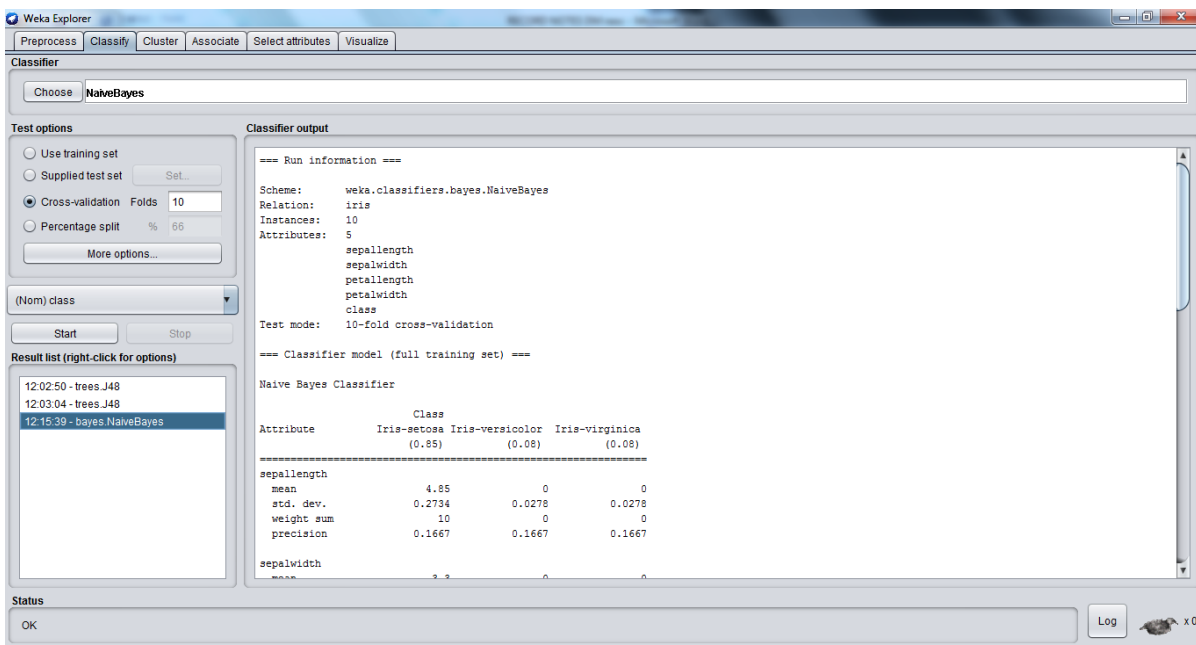 Weka Explorer
Preprocess Classify Cluster Associate Select attributes Visualize
Classifier
Choose NaiveBayes
Test options
Use training set
Supplied test set Set...
Cross-validation Folds 10
Percentage split % 66
More options...
(Nom) class
Start Stop
Result list (right-click for options)
12:02:50 - trees.J48
12:03:04 - trees.J48
12:15:39 - bayes.NaiveBayes
Classifier output
=== Run information ===
Scheme: weka.classifiers.bayes.NaiveBayes
Relation: iris
Instances: 10
Attributes: 5
sepallength
sepalwidth
petallength
petalwidth
class
Test mode: 10-fold cross-validation
=== Classifier model (full training set) ===
Naive Bayes Classifier
Class
Attribute Iris-setosa Iris-versicolor Iris-virginica
(0.85) (0.08) (0.08)
===============================================================
sepallength
mean 4.85 0 0
std. dev. 0.2734 0.0278 0.0278
weight sum 10 0 0
precision 0.1667 0.1667 0.1667
sepalwidth
mean 3.3 0 0
Status
OK
Log x 0